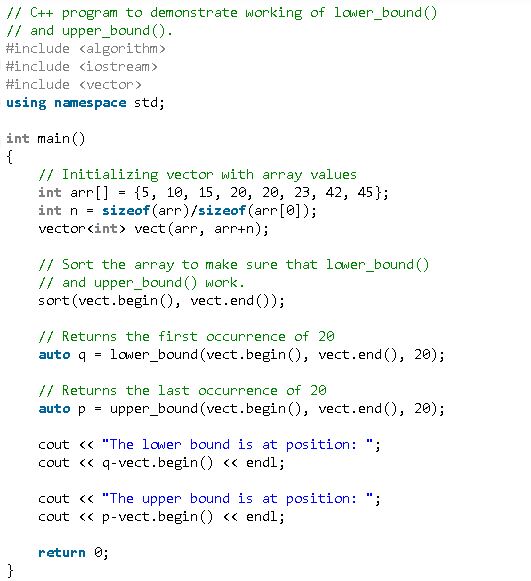 // C++ program to demonstrate working of lower_bound()
// and upper_bound().
#include <algorithm>
#include <iostream>
#include <vector>
using namespace std;
int main()
{
// Initializing vector with array values
int arr[] = {5, 10, 15, 20, 20, 23, 42, 45};
int n = sizeof(arr)/sizeof(arr[0]);
vector<int> vect(arr, arr+n);
// Sort the array to make sure that lower_bound()
// and upper_bound() work.
sort(vect.begin(), vect.end());
// Returns the first occurrence of 20
auto q = lower_bound(vect.begin(), vect.end(), 20);
// Returns the last occurrence of 20
auto p = upper_bound(vect.begin(), vect.end(), 20);
cout << "The lower bound is at position: ";
cout << q-vect.begin() << endl;
cout << "The upper bound is at position: ";
cout << p-vect.begin() << endl;
return 0;
}